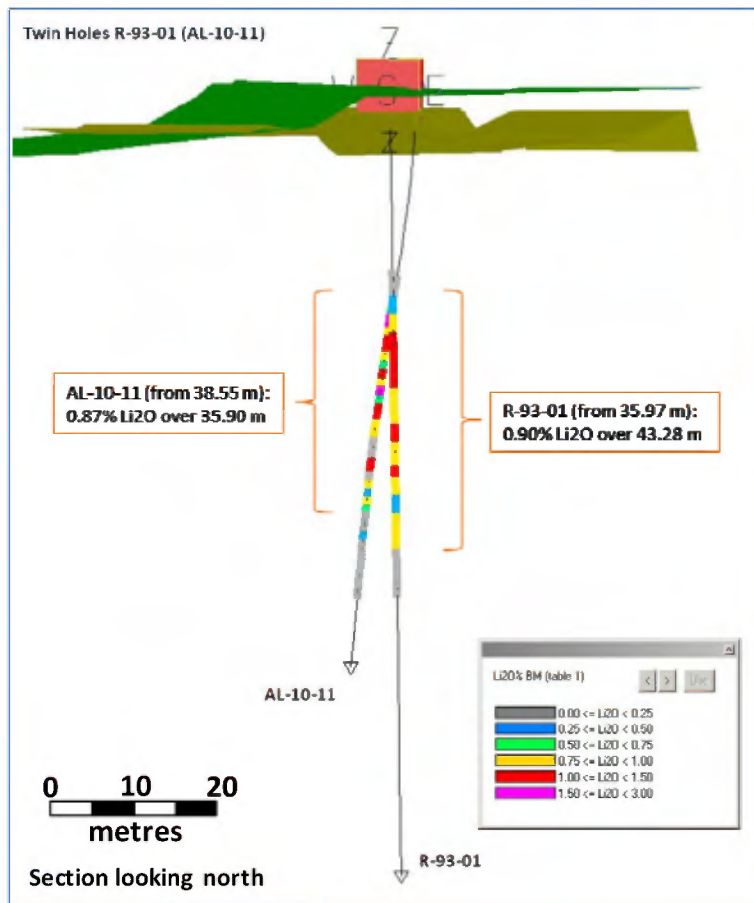 Twin Holes R-93-01 (AL-10-11)
Z
E
Z
AL-10-11 (from 38.55 m):
0.87% Li2O over 35.90 m
R-93-01 (from 35.97 m):
0.90% Li2O over 43.28 m
Li2O% BM (table 1)
< >
0.00 <= Li2O < 0.25
0.25 <= Li2O < 0.50
0.50 <= Li2O < 0.75
0.75 <= Li2O < 1.00
1.00 <= Li2O < 1.50
1.50 <= Li2O < 3.00
AL-10-11
0 10 20
metres
R-93-01
Section looking north